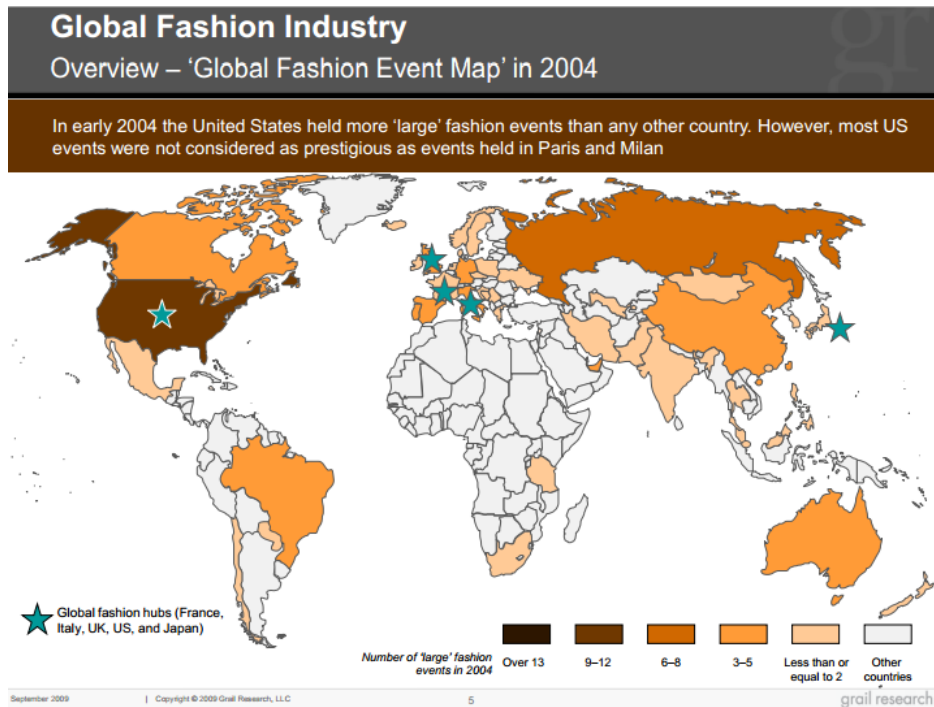 Global Fashion Industry
Overview – ‘Global Fashion Event Map’ in 2004
In early 2004 the United States held more ‘large’ fashion events than any other country. However, most US
events were not considered as prestigious as events held in Paris and Milan
Global fashion hubs (France,
Italy, UK, US, and Japan)
Number of ‘large’ fashion
events in 2004
Over 13
9–12
6–8
3–5
Less than or
equal to 2
Other
countries
September 2009 | Copyright © 2009 Grail Research, LLC
5
grail research
gr